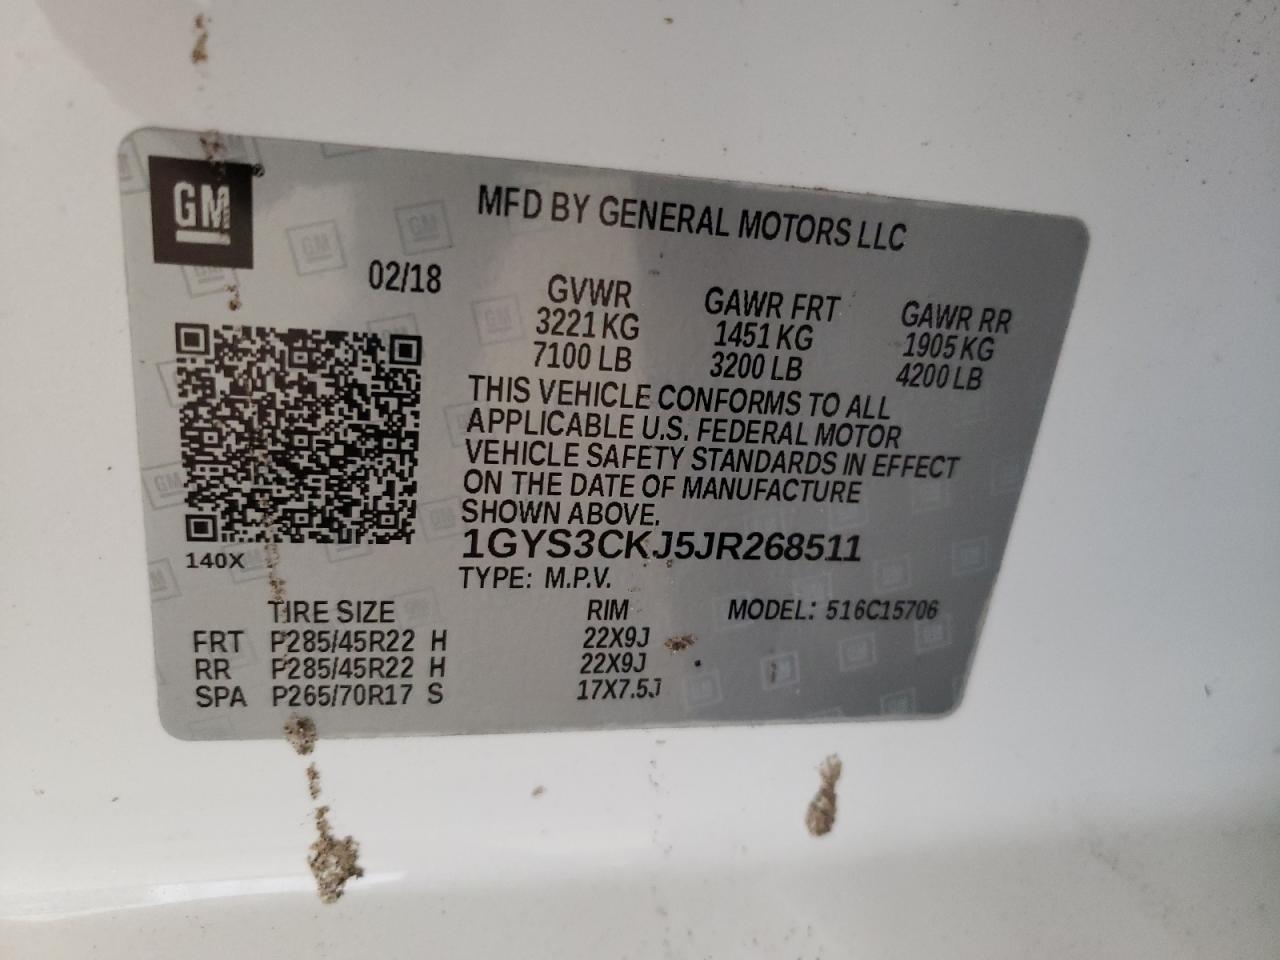 GM
MFD BY GENERAL MOTORS LLC
02/18
GVWR GAWR FRT GAWR RR
3221 KG 1451 KG 1905 KG
7100 LB 3200 LB 4200 LB
THIS VEHICLE CONFORMS TO ALL
APPLICABLE U.S. FEDERAL MOTOR
VEHICLE SAFETY STANDARDS IN EFFECT
ON THE DATE OF MANUFACTURE
SHOWN ABOVE.
1GYS3CKJ5JR268511
140X
TYPE: M.P.V.
TIRE SIZE RIM MODEL: 516C15706
FRT P285/45R22 H 22X9J
RR P285/45R22 H 22X9J
SPA P265/70R17 S 17X7.5J